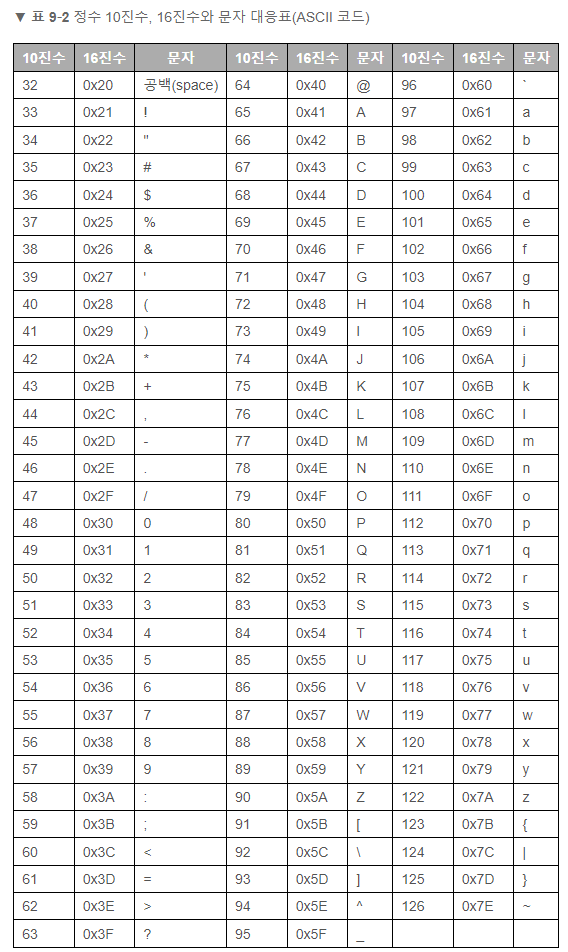 ▼ 표 9-2 정수 10진수, 16진수와 문자 대응표(ASCII 코드)
10진수 16진수 문자 10진수 16진수 문자 10진수 16진수 문자
32 0x20 공백(space) 64 0x40 @ 96 0x60 `
33 0x21 ! 65 0x41 A 97 0x61 a
34 0x22 " 66 0x42 B 98 0x62 b
35 0x23 # 67 0x43 C 99 0x63 c
36 0x24 $ 68 0x44 D 100 0x64 d
37 0x25 % 69 0x45 E 101 0x65 e
38 0x26 & 70 0x46 F 102 0x66 f
39 0x27 ' 71 0x47 G 103 0x67 g
40 0x28 ( 72 0x48 H 104 0x68 h
41 0x29 ) 73 0x49 I 105 0x69 i
42 0x2A * 74 0x4A J 106 0x6A j
43 0x2B + 75 0x4B K 107 0x6B k
44 0x2C , 76 0x4C L 108 0x6C l
45 0x2D - 77 0x4D M 109 0x6D m
46 0x2E . 78 0x4E N 110 0x6E n
47 0x2F / 79 0x4F O 111 0x6F o
48 0x30 0 80 0x50 P 112 0x70 p
49 0x31 1 81 0x51 Q 113 0x71 q
50 0x32 2 82 0x52 R 114 0x72 r
51 0x33 3 83 0x53 S 115 0x73 s
52 0x34 4 84 0x54 T 116 0x74 t
53 0x35 5 85 0x55 U 117 0x75 u
54 0x36 6 86 0x56 V 118 0x76 v
55 0x37 7 87 0x57 W 119 0x77 w
56 0x38 8 88 0x58 X 120 0x78 x
57 0x39 9 89 0x59 Y 121 0x79 y
58 0x3A : 90 0x5A Z 122 0x7A z
59 0x3B ; 91 0x5B [ 123 0x7B {
60 0x3C < 92 0x5C \ 124 0x7C |
61 0x3D = 93 0x5D ] 125 0x7D }
62 0x3E > 94 0x5E ^ 126 0x7E ~
63 0x3F ? 95 0x5F _